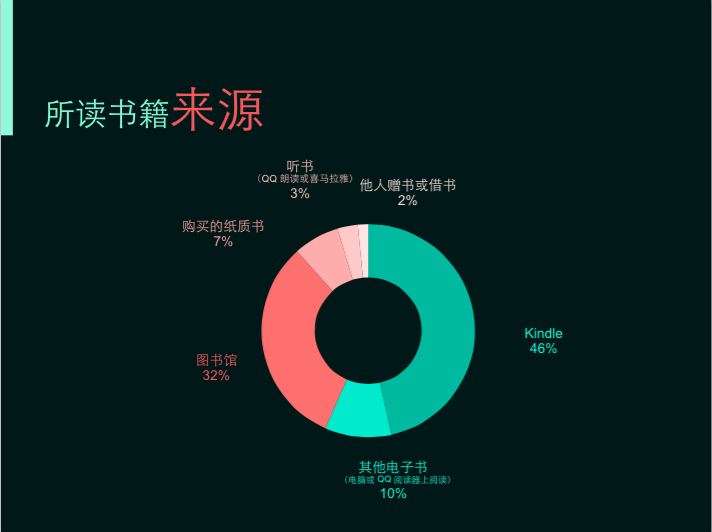 所读书籍来源
听书
（QQ 朗读或喜马拉雅）
3%
他人赠书或借书
2%
购买的纸质书
7%
图书馆
32%
Kindle
46%
其他电子书
（电脑或 QQ 阅读器上阅读）
10%